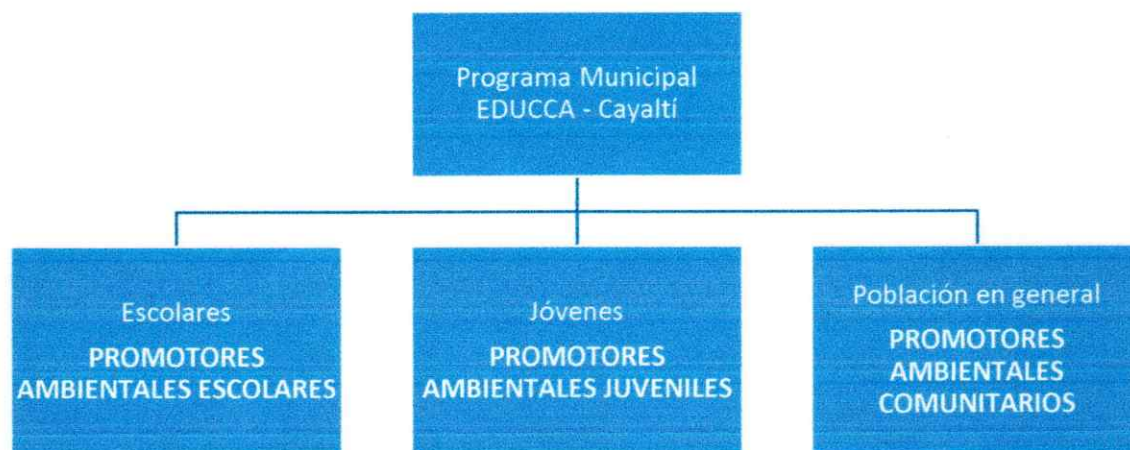 Programa Municipal
EDUCCA - Cayaltí
Escolares
PROMOTORES
AMBIENTALES ESCOLARES
Jóvenes
PROMOTORES
AMBIENTALES JUVENILES
Población en general
PROMOTORES
AMBIENTALES
COMUNITARIOS